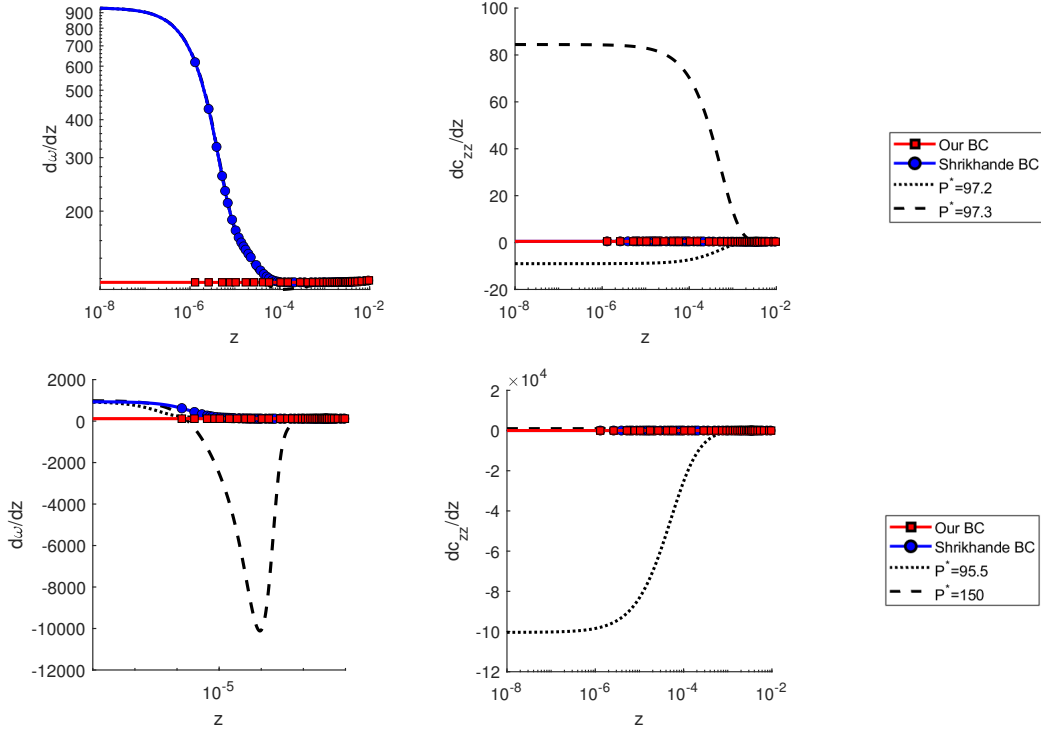 900
800
700
600
500
400
300
200
dω/dz
10^-8 10^-6 10^-4 10^-2
z
100
80
60
40
20
0
-20
dc_zz/dz
10^-8 10^-6 10^-4 10^-2
z
Our BC
Shrikhande BC
P^*=97.2
P^*=97.3
2000
0
-2000
-4000
-6000
-8000
-10000
-12000
dω/dz
10^-5
z
×10^4
2
0
-2
-4
-6
-8
-10
-12
dc_zz/dz
10^-8 10^-6 10^-4 10^-2
z
Our BC
Shrikhande BC
P^*=95.5
P^*=150